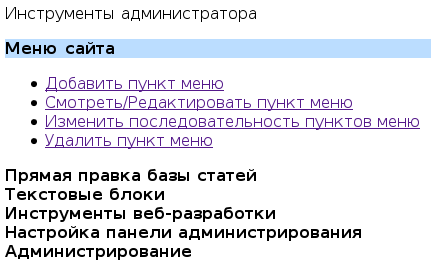 Инструменты администратора
Меню сайта
Добавить пункт меню
Смотреть/Редактировать пункт меню
Изменить последовательность пунктов меню
Удалить пункт меню
Прямая правка базы статей
Текстовые блоки
Инструменты веб-разработки
Настройка панели администрирования
Администрирование